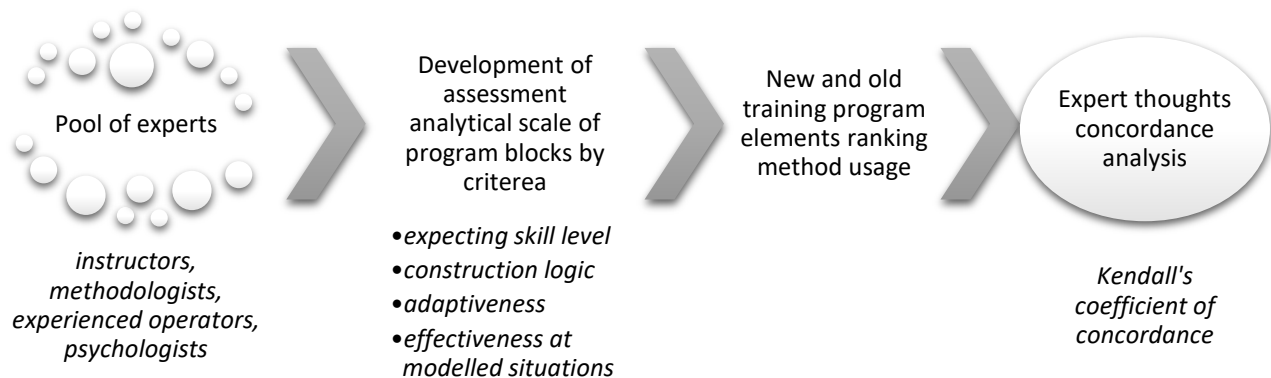 Pool of experts
instructors,
methodologists,
experienced operators,
psychologists
Development of
assessment
analytical scale of
program blocks by
criterea
•expecting skill level
•construction logic
•adaptiveness
•effectiveness at
modelled situations
New and old
training program
elements ranking
method usage
Expert thoughts
concordance
analysis
Kendall's
coefficient of
concordance